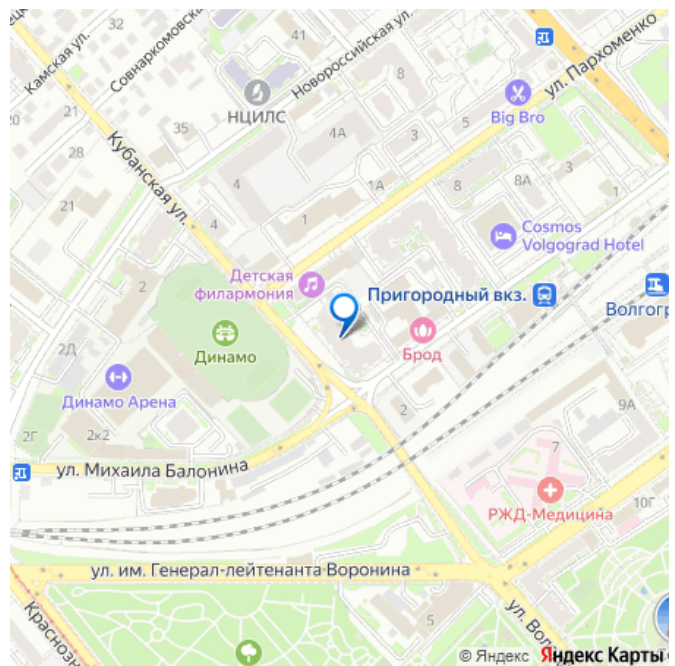 Камская ул.
Совнаркомовская
41
Новороссийская ул.
ул. Пархоменко
24
32
20
21
28
35
НЦИЛС
8
4А
3
5
Big Bro
Кубанская ул.
21
4
1А
8
8А
3
1
4
1
Cosmos
Volgograd Hotel
2
Детская
филармония
Пригородный вкз.
Волгогр
2Д
Динамо
Брод
Динамо Арена
2
9А
2Г
2к2
7
ул. Михаила Балонина
РЖД-Медицина
10Г
ул. им. Генерал-лейтенанта Воронина
5
ул. Вол
Краснозн
© Яндекс Яндекс Карты